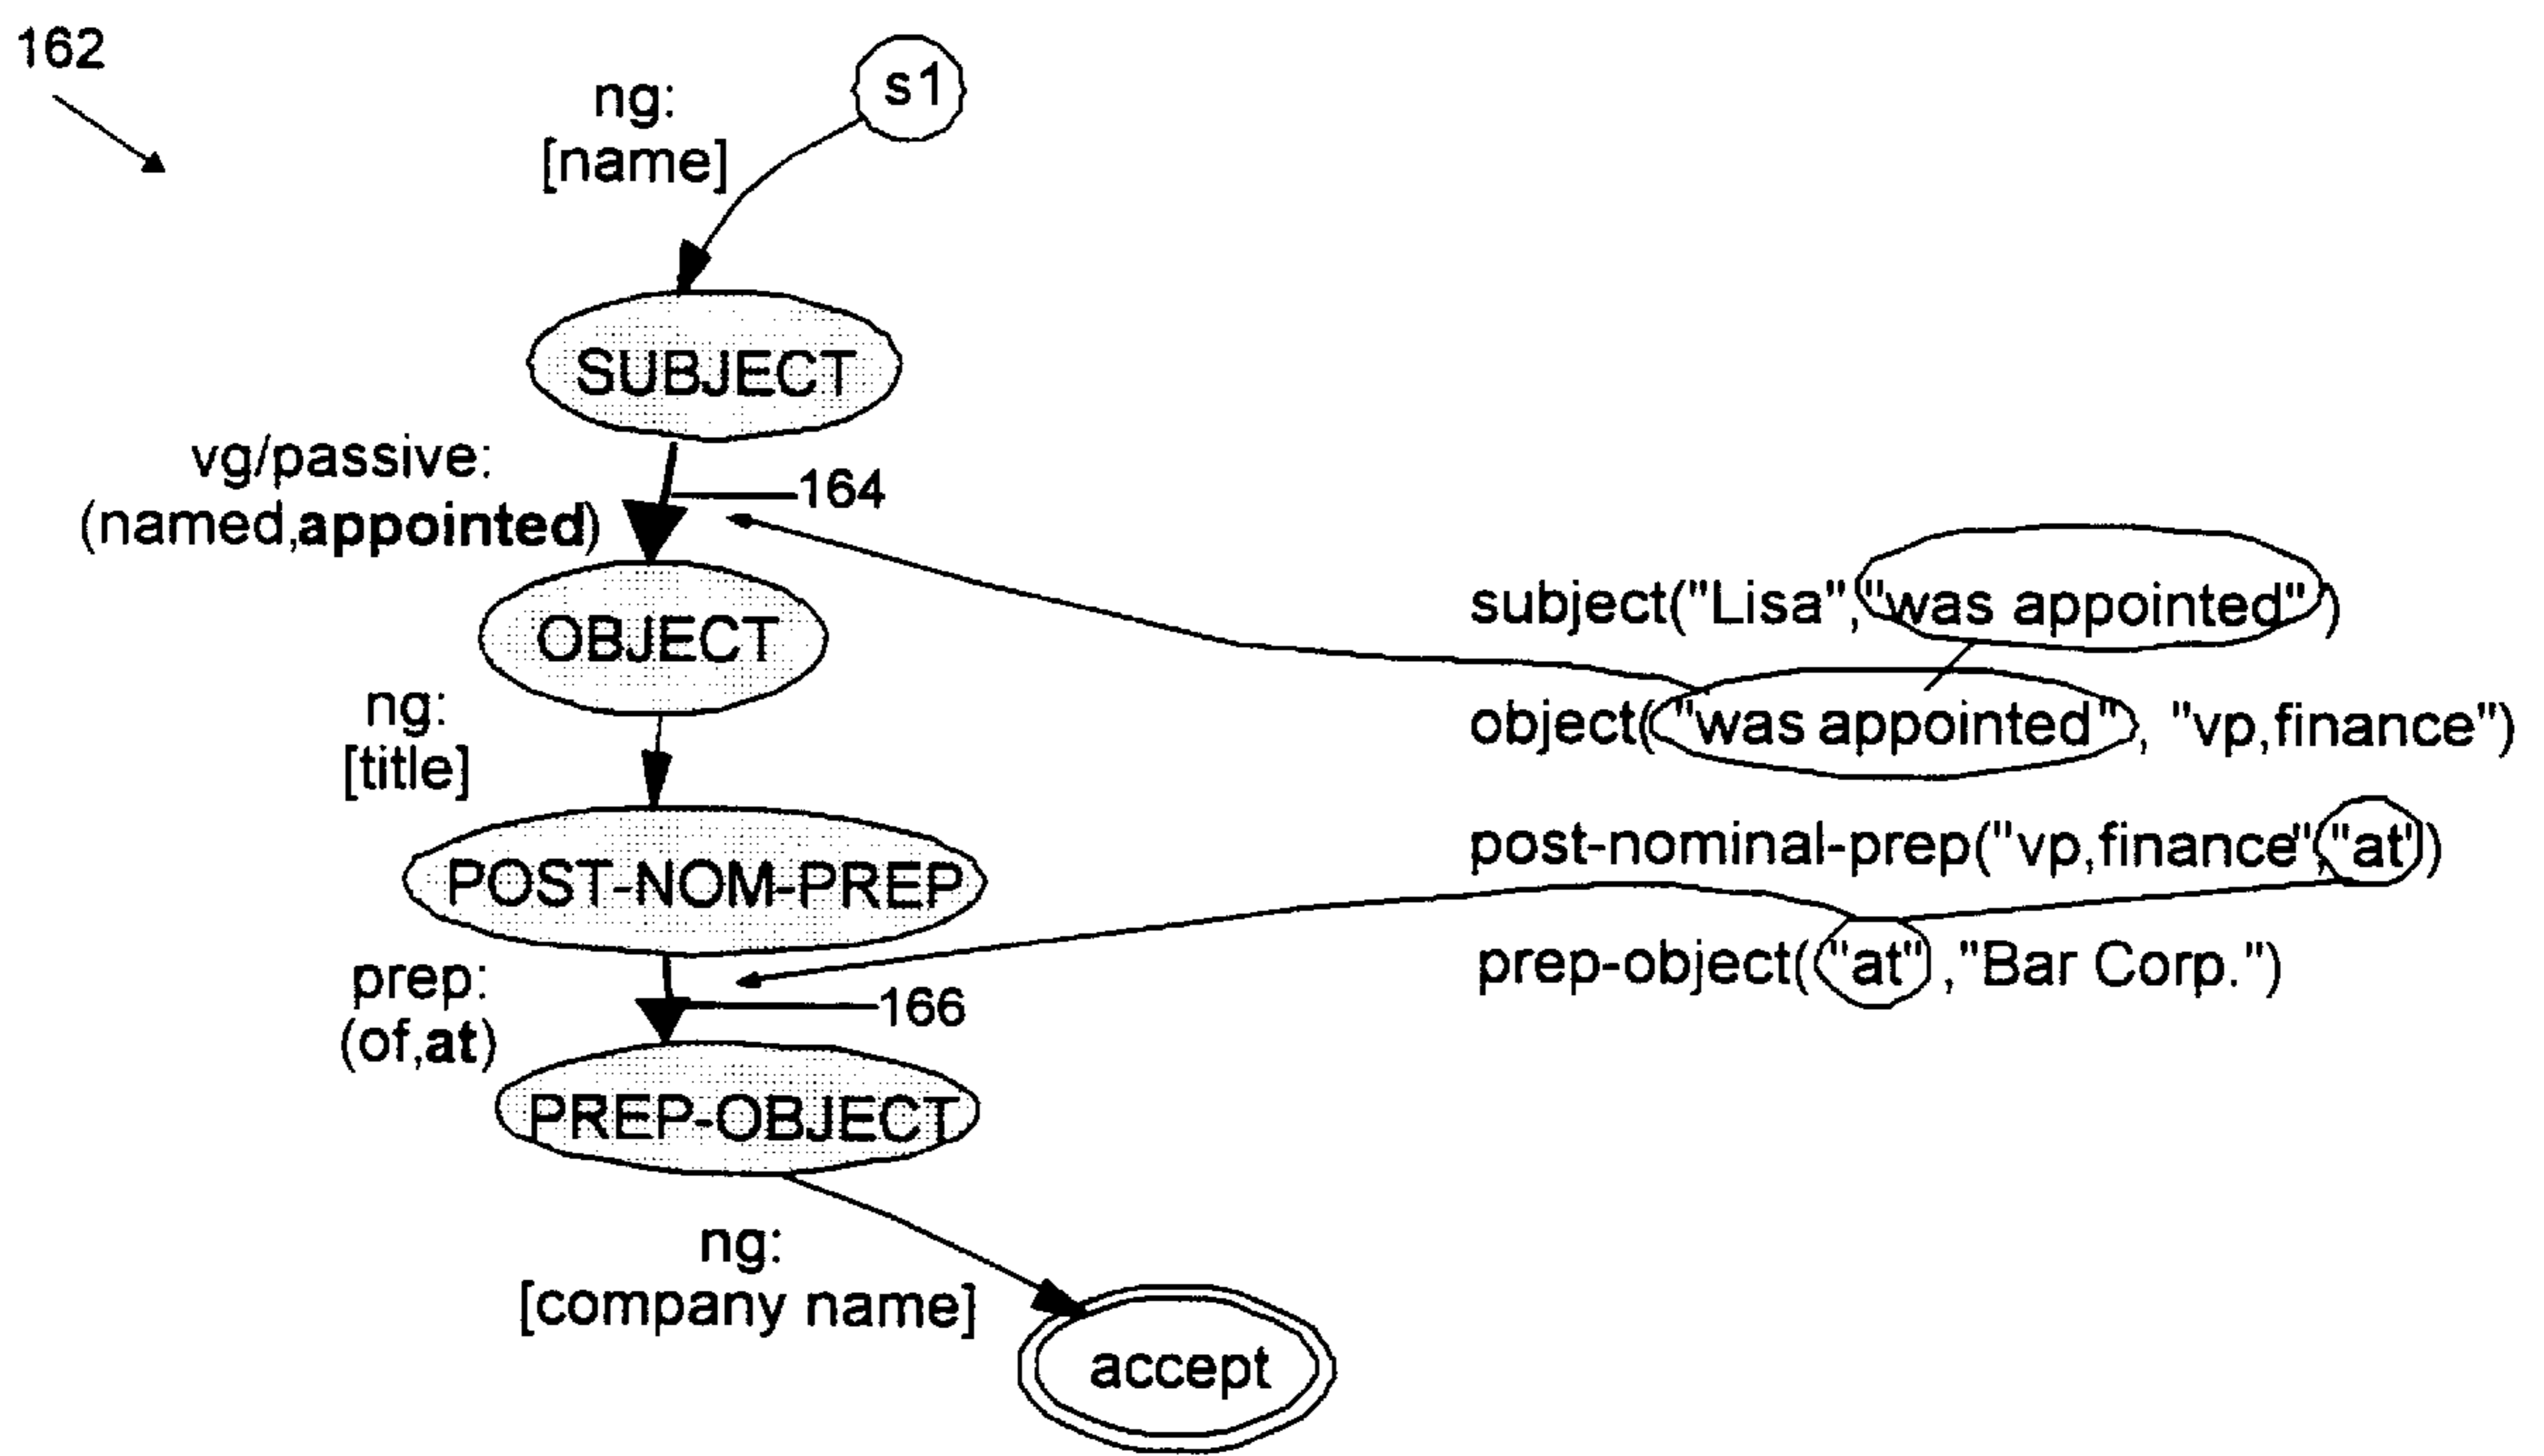 162
s1
ng:
[name]
SUBJECT
vg/passive:
(named,appointed)
164
OBJECT
subject("Lisa","was appointed")
object("was appointed", "vp,finance")
ng:
[title]
POST-NOM-PREP
post-nominal-prep("vp,finance","at")
prep-object("at","Bar Corp.")
prep:
(of,at)
166
PREP-OBJECT
ng:
[company name]
accept